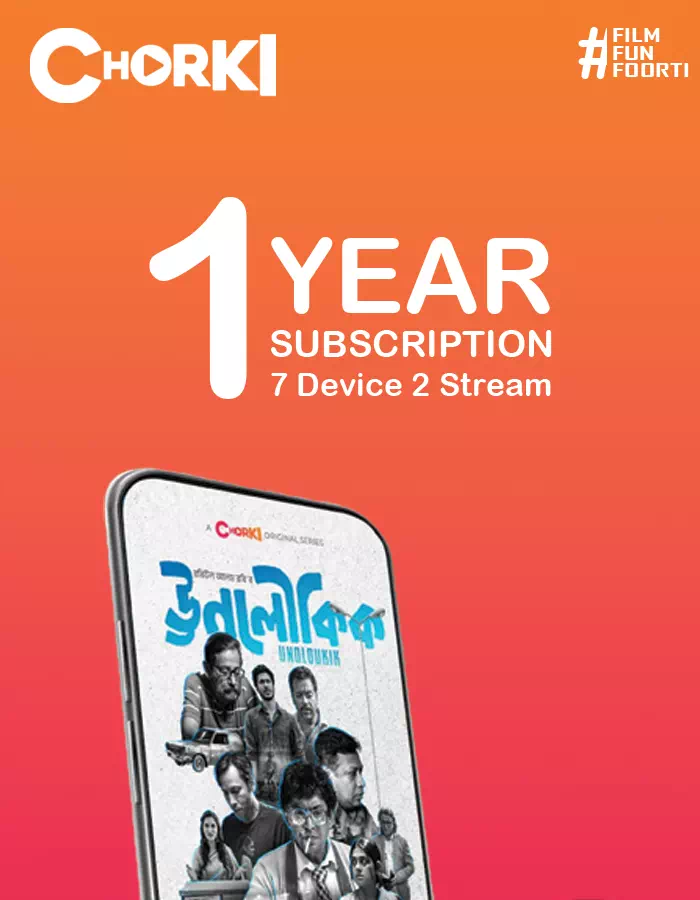 CHORKI
#FILM
FUN
FOORTI
1 YEAR
SUBSCRIPTION
7 Device 2 Stream
A CHORKI ORIGINAL SERIES
ঊনলৌকিক
UNOLOUKIK